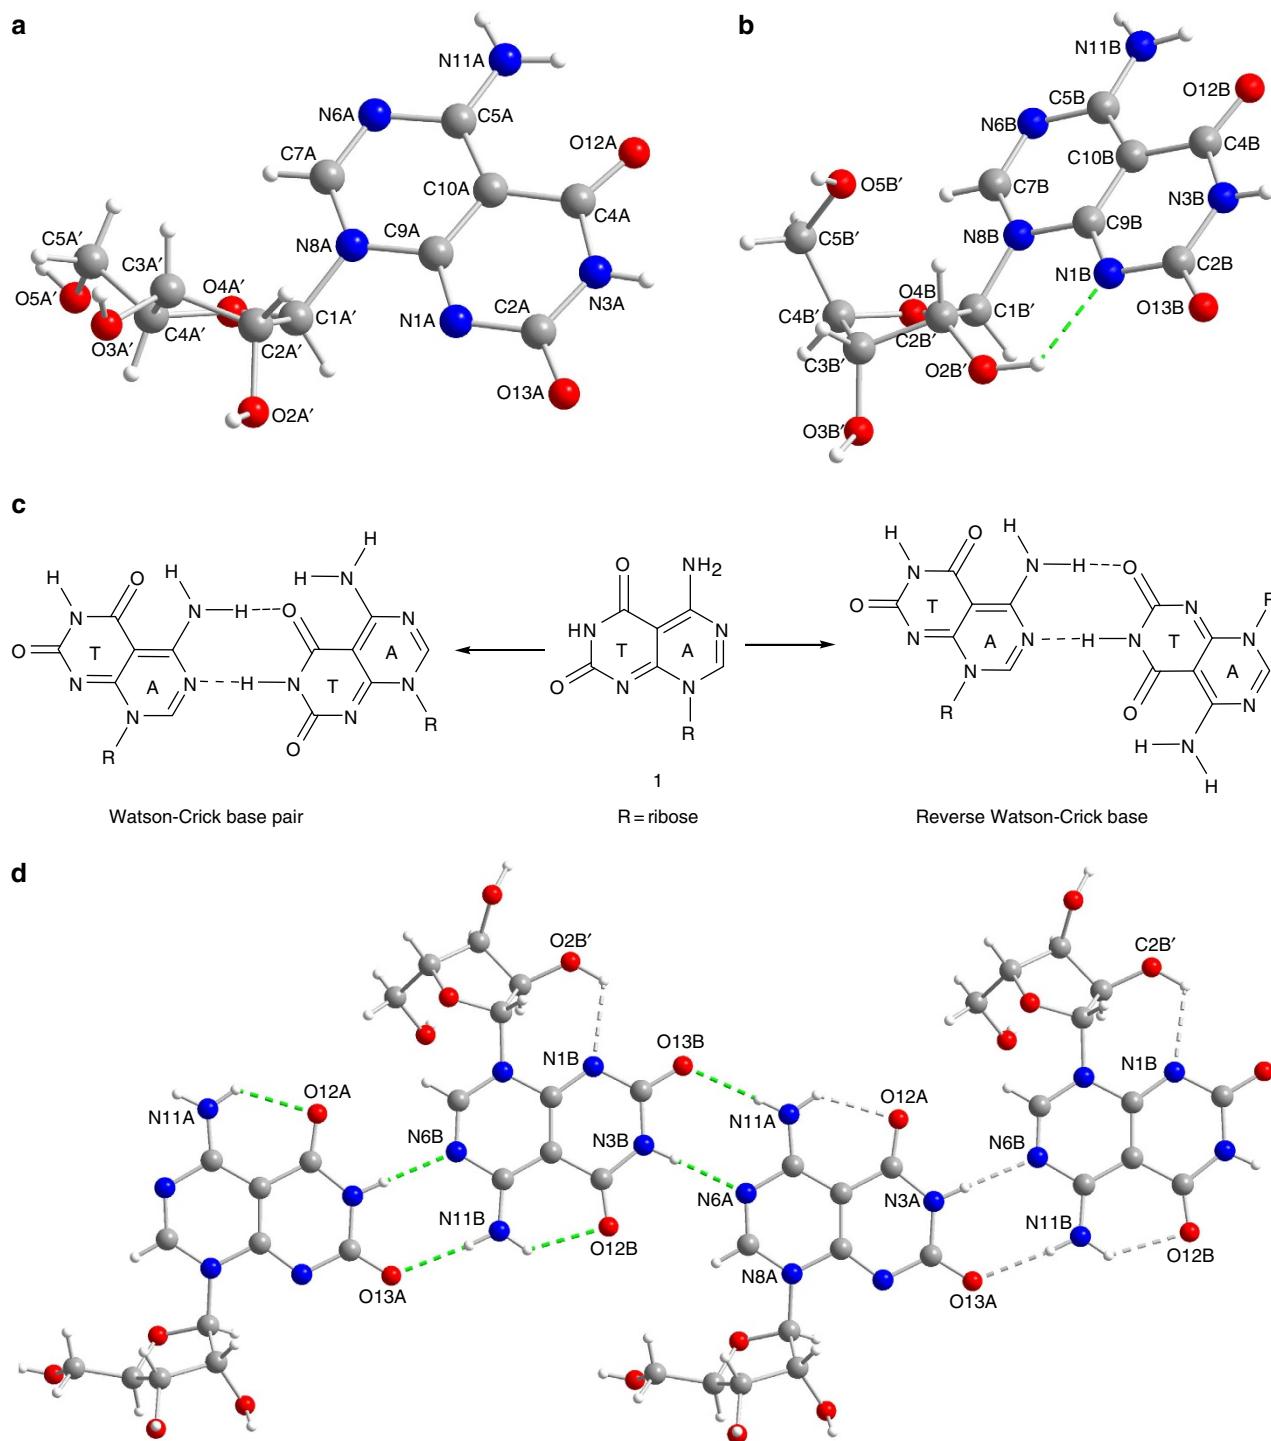 a
N11A
N6A
C5A
O12A
C7A
C10A
C4A
C5A′
C3A′
N8A
C9A
O4A′
N3A
O5A′
C2A
N1A
C1A′
O3A′
C4A′
C2A′
O13A
O2A′
b
N11B
O12B
C5B
N6B
C4B
C10B
O5B′
C7B
N3B
C5B′
C9B
N8B
C2B
N1B
O4B
C4B′
C1B′
O13B
C2B′
C3B′
O2B′
O3B′
c
H
H
H
O
H
N
N
H
O
O
N
T
A
N
N
H
N
T
N
N
R
O
N
R
Watson-Crick base pair
O
NH2
HN
T
A
N
O
N
N
R
1
R = ribose
H
H
O
N
N
H
O
O
T
N
R
N
A
N
H
N
T
N
N
A
R
O
N
H
N
H
Reverse Watson-Crick base
d
O2B′
C2B′
N1B
O13B
N1B
O12A
O12A
N11A
N11A
N6B
N3B
N6B
N6A
N3A
N11B
N11B
O12B
O12B
O13A
N8A
O13A